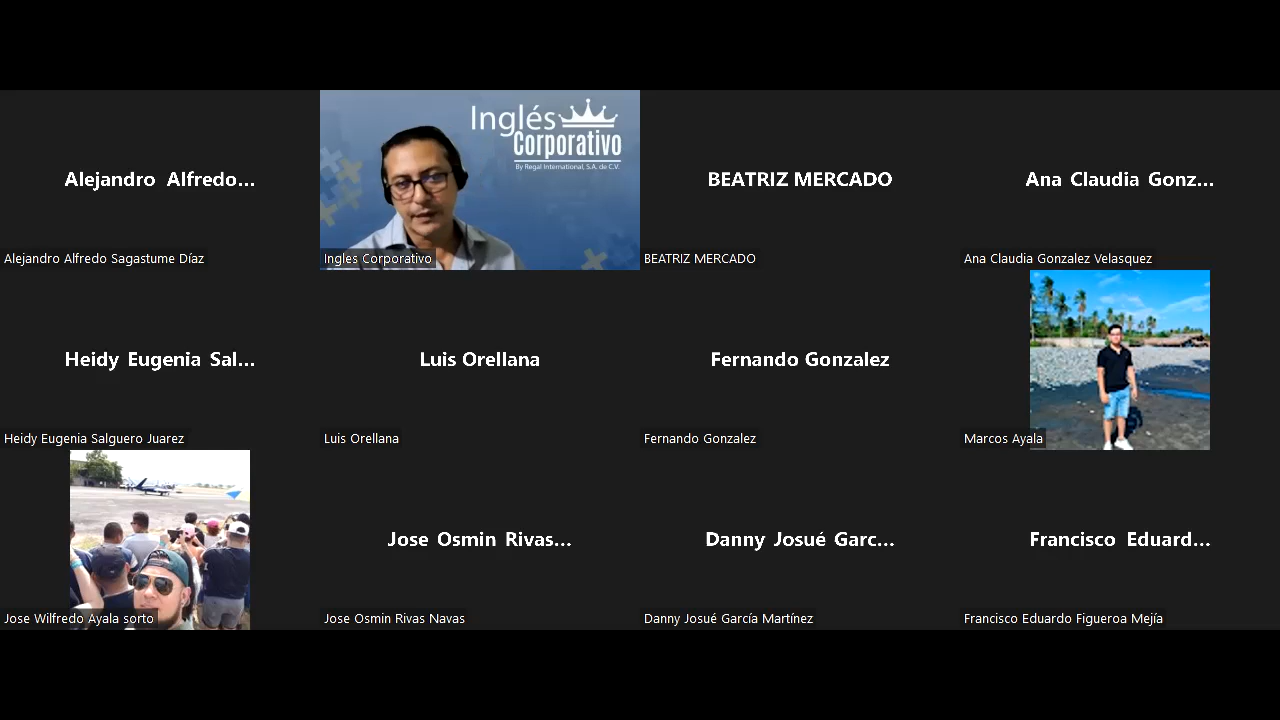 Alejandro Alfredo...
Alejandro Alfredo Sagastume Díaz
Inglés
Corporativo
By Regal International, S.A. de C.V.
Ingles Corporativo
BEATRIZ MERCADO
BEATRIZ MERCADO
Ana Claudia Gonz...
Ana Claudia Gonzalez Velasquez
Heidy Eugenia Sal...
Heidy Eugenia Salguero Juarez
Luis Orellana
Luis Orellana
Fernando Gonzalez
Fernando Gonzalez
Marcos Ayala
Jose Wilfredo Ayala sorto
Jose Osmin Rivas...
Jose Osmin Rivas Navas
Danny Josué Garc...
Danny Josué García Martínez
Francisco Eduard...
Francisco Eduardo Figueroa Mejía